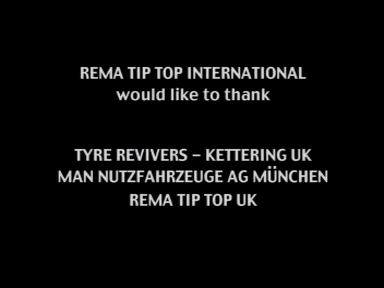 REMA TIP TOP INTERNATIONAL
would like to thank
TYRE REVIVERS – KETTERING UK
MAN NUTZFAHRZEUGE AG MÜNCHEN
REMA TIP TOP UK